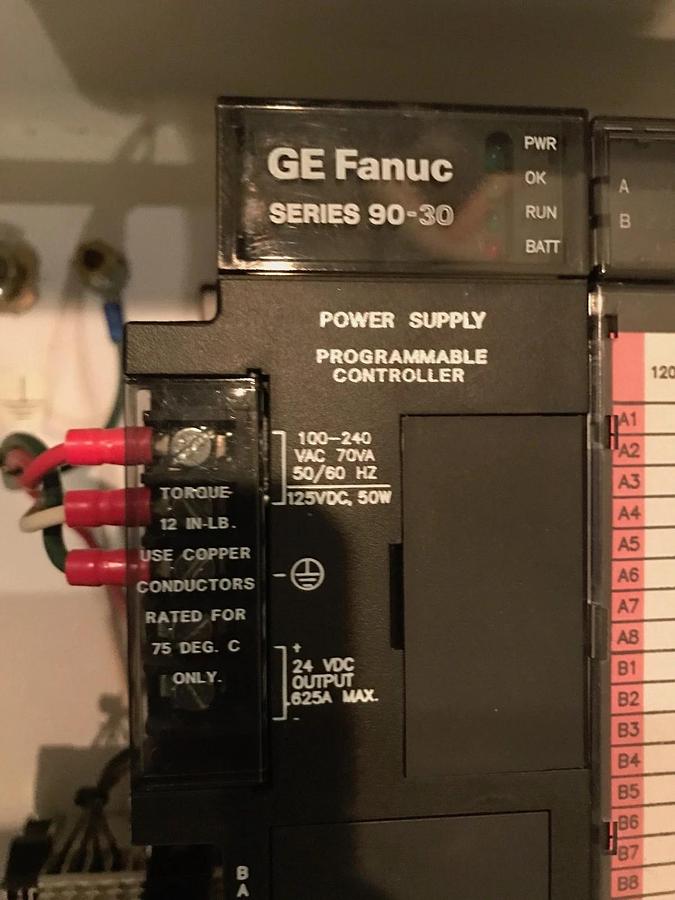 GE Fanuc
SERIES 90-30
PWR
OK
RUN
BATT
A
B
POWER SUPPLY
PROGRAMMABLE
CONTROLLER
100-240
VAC 70VA
50/60 HZ
125VDC, 50W
TORQUE
12 IN-LB.
USE COPPER
CONDUCTORS
RATED FOR
75 DEG. C
ONLY.
+
24 VDC
OUTPUT
.625A MAX.
-
B
A
120
A1
A2
A3
A4
A5
A6
A7
A8
B1
B2
B3
B4
B5
B6
B7
B8